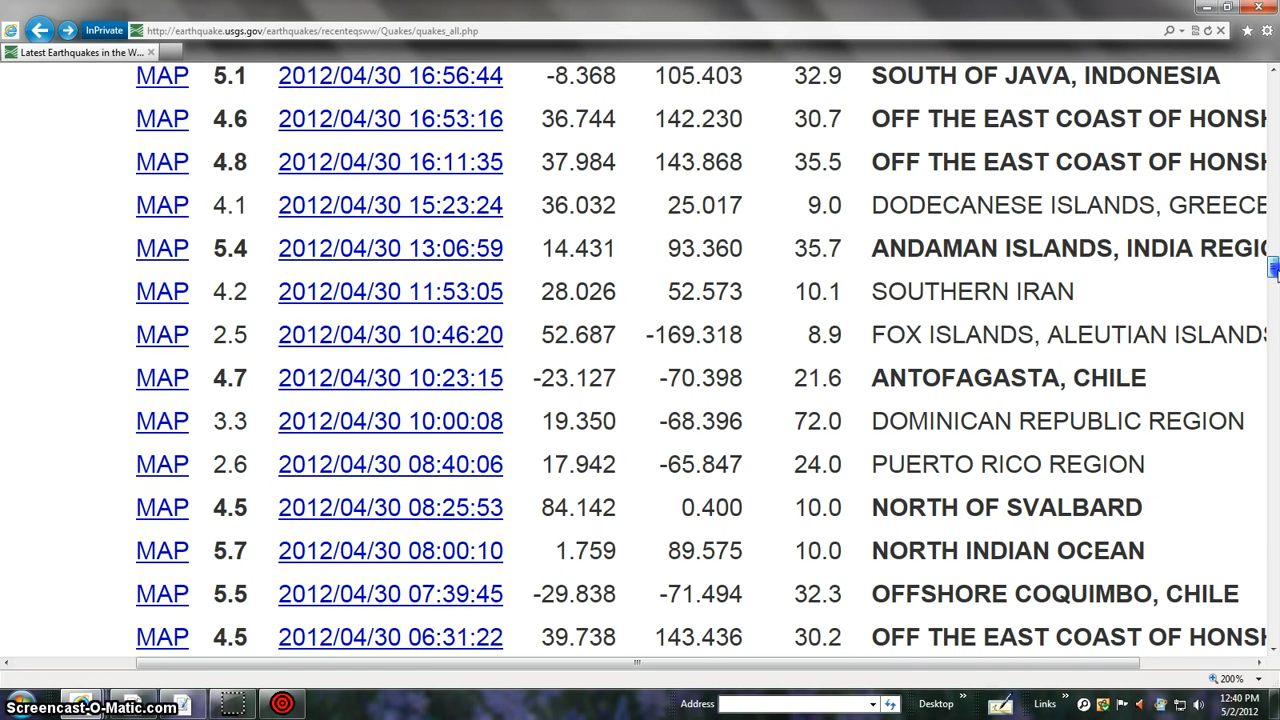 InPrivate http://earthquake.usgs.gov/earthquakes/recenteqsww/Quakes/quakes_all.php
Latest Earthquakes in the W...
MAP 5.1 2012/04/30 16:56:44 -8.368 105.403 32.9 SOUTH OF JAVA, INDONESIA
MAP 4.6 2012/04/30 16:53:16 36.744 142.230 30.7 OFF THE EAST COAST OF HONSH
MAP 4.8 2012/04/30 16:11:35 37.984 143.868 35.5 OFF THE EAST COAST OF HONSH
MAP 4.1 2012/04/30 15:23:24 36.032 25.017 9.0 DODECANESE ISLANDS, GREECE
MAP 5.4 2012/04/30 13:06:59 14.431 93.360 35.7 ANDAMAN ISLANDS, INDIA REGIO
MAP 4.2 2012/04/30 11:53:05 28.026 52.573 10.1 SOUTHERN IRAN
MAP 2.5 2012/04/30 10:46:20 52.687 -169.318 8.9 FOX ISLANDS, ALEUTIAN ISLANDS
MAP 4.7 2012/04/30 10:23:15 -23.127 -70.398 21.6 ANTOFAGASTA, CHILE
MAP 3.3 2012/04/30 10:00:08 19.350 -68.396 72.0 DOMINICAN REPUBLIC REGION
MAP 2.6 2012/04/30 08:40:06 17.942 -65.847 24.0 PUERTO RICO REGION
MAP 4.5 2012/04/30 08:25:53 84.142 0.400 10.0 NORTH OF SVALBARD
MAP 5.7 2012/04/30 08:00:10 1.759 89.575 10.0 NORTH INDIAN OCEAN
MAP 5.5 2012/04/30 07:39:45 -29.838 -71.494 32.3 OFFSHORE COQUIMBO, CHILE
MAP 4.5 2012/04/30 06:31:22 39.738 143.436 30.2 OFF THE EAST COAST OF HONSH
200%
Screencast-O-Matic.com Address Desktop Links 12:40 PM
5/2/2012